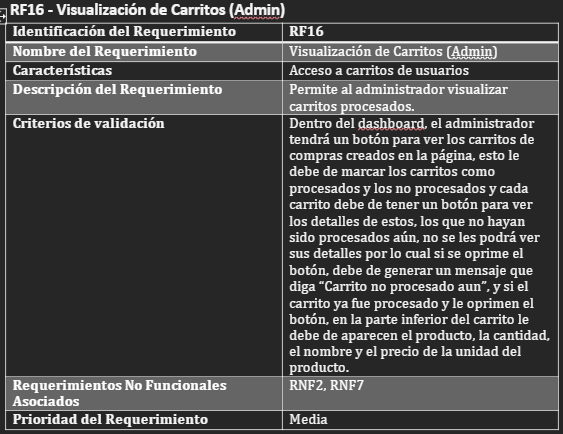 RF16 - Visualización de Carritos (Admin)
Identificación del Requerimiento RF16
Nombre del Requerimiento Visualización de Carritos (Admin)
Características Acceso a carritos de usuarios
Descripción del Requerimiento Permite al administrador visualizar
carritos procesados.
Criterios de validación Dentro del dashboard, el administrador
tendrá un botón para ver los carritos de
compras creados en la página, esto le
debe de marcar los carritos como
procesados y los no procesados y cada
carrito debe de tener un botón para ver
los detalles de estos, los que no hayan
sido procesados aún, no se les podrá ver
sus detalles por lo cual si se oprime el
botón, debe de generar un mensaje que
diga “Carrito no procesado aun”, y si el
carrito ya fue procesado y le oprimen el
botón, en la parte inferior del carrito le
debe de aparecen el producto, la cantidad,
el nombre y el precio de la unidad del
producto.
Requerimientos No Funcionales RNF2, RNF7
Asociados
Prioridad del Requerimiento Media